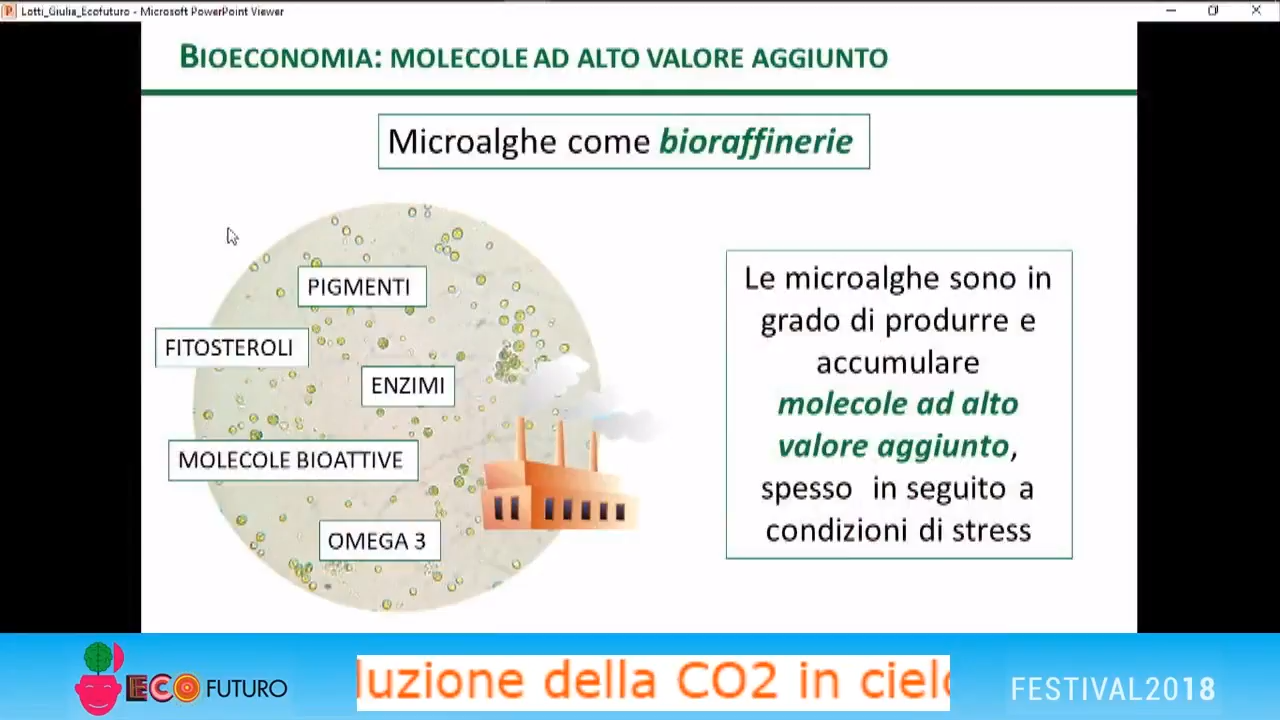 Lotti_Giulia_Ecofuturo - Microsoft PowerPoint Viewer
BIOECONOMIA: MOLECOLE AD ALTO VALORE AGGIUNTO
Microalghe come bioraffinerie
PIGMENTI
FITOSTEROLI
ENZIMI
MOLECOLE BIOATTIVE
OMEGA 3
Le microalghe sono in
grado di produrre e
accumulare
molecole ad alto
valore aggiunto,
spesso in seguito a
condizioni di stress
ECO FUTURO
luzione della CO2 in cielo
FESTIVAL2018